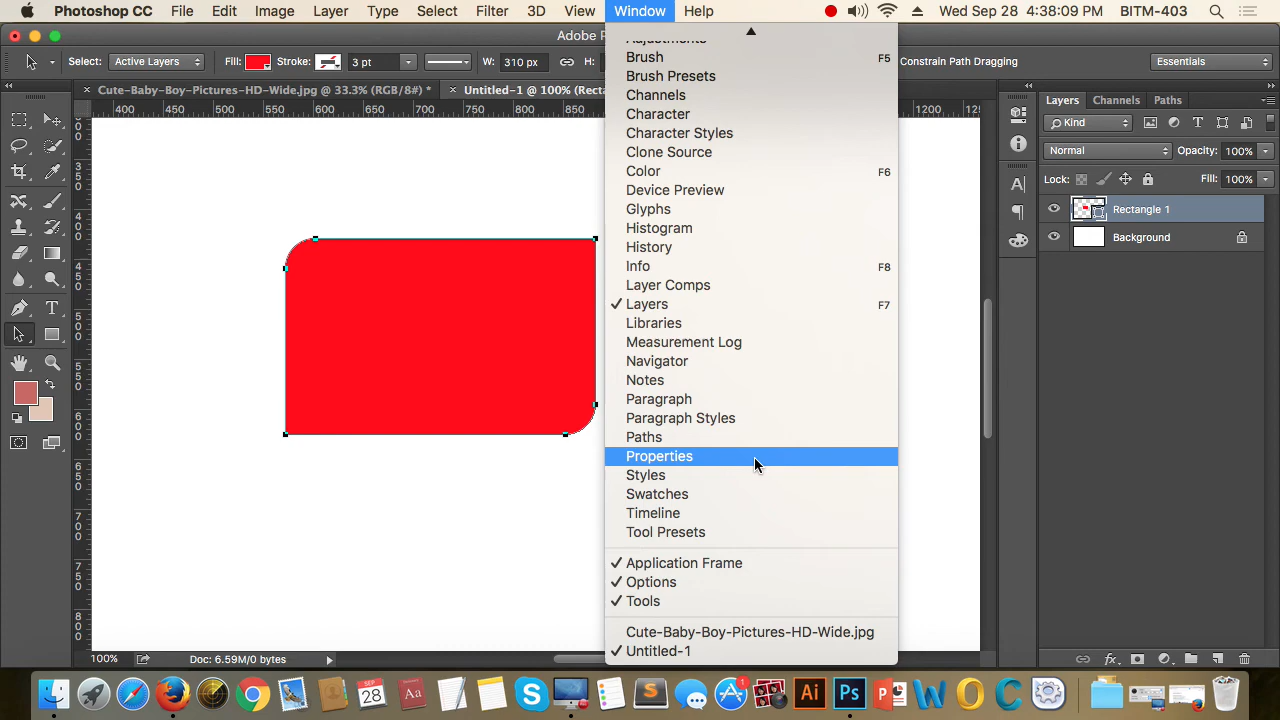 Photoshop CC File Edit Image Layer Type Select Filter 3D View Window Help Wed Sep 28 4:38:09 PM BITM-403
Select: Active Layers Fill: Stroke: 3 pt W: 310 px Constrain Path Dragging Essentials
Cute-Baby-Boy-Pictures-HD-Wide.jpg @ 33.3% (RGB/8#) * Untitled-1 @ 100% (Recta
400 450 500 550 600 650 700 750 800 850 1200
Brush F5
Brush Presets
Channels
Character
Character Styles
Clone Source
Color F6
Device Preview
Glyphs
Histogram
History
Info F8
Layer Comps
Layers F7
Libraries
Measurement Log
Navigator
Notes
Paragraph
Paragraph Styles
Paths
Properties
Styles
Swatches
Timeline
Tool Presets
Application Frame
Options
Tools
Cute-Baby-Boy-Pictures-HD-Wide.jpg
Untitled-1
Layers Channels Paths
Kind
Normal Opacity: 100%
Lock: Fill: 100%
Rectangle 1
Background
100% Doc: 6.59M/0 bytes